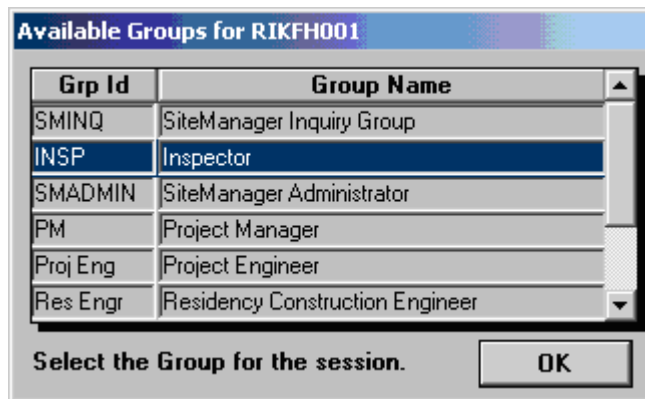 Available Groups for RIKFH001
Grp Id Group Name
SMINQ SiteManager Inquiry Group
INSP Inspector
SMADMIN SiteManager Administrator
PM Project Manager
Proj Eng Project Engineer
Res Engr Residency Construction Engineer
Select the Group for the session. OK